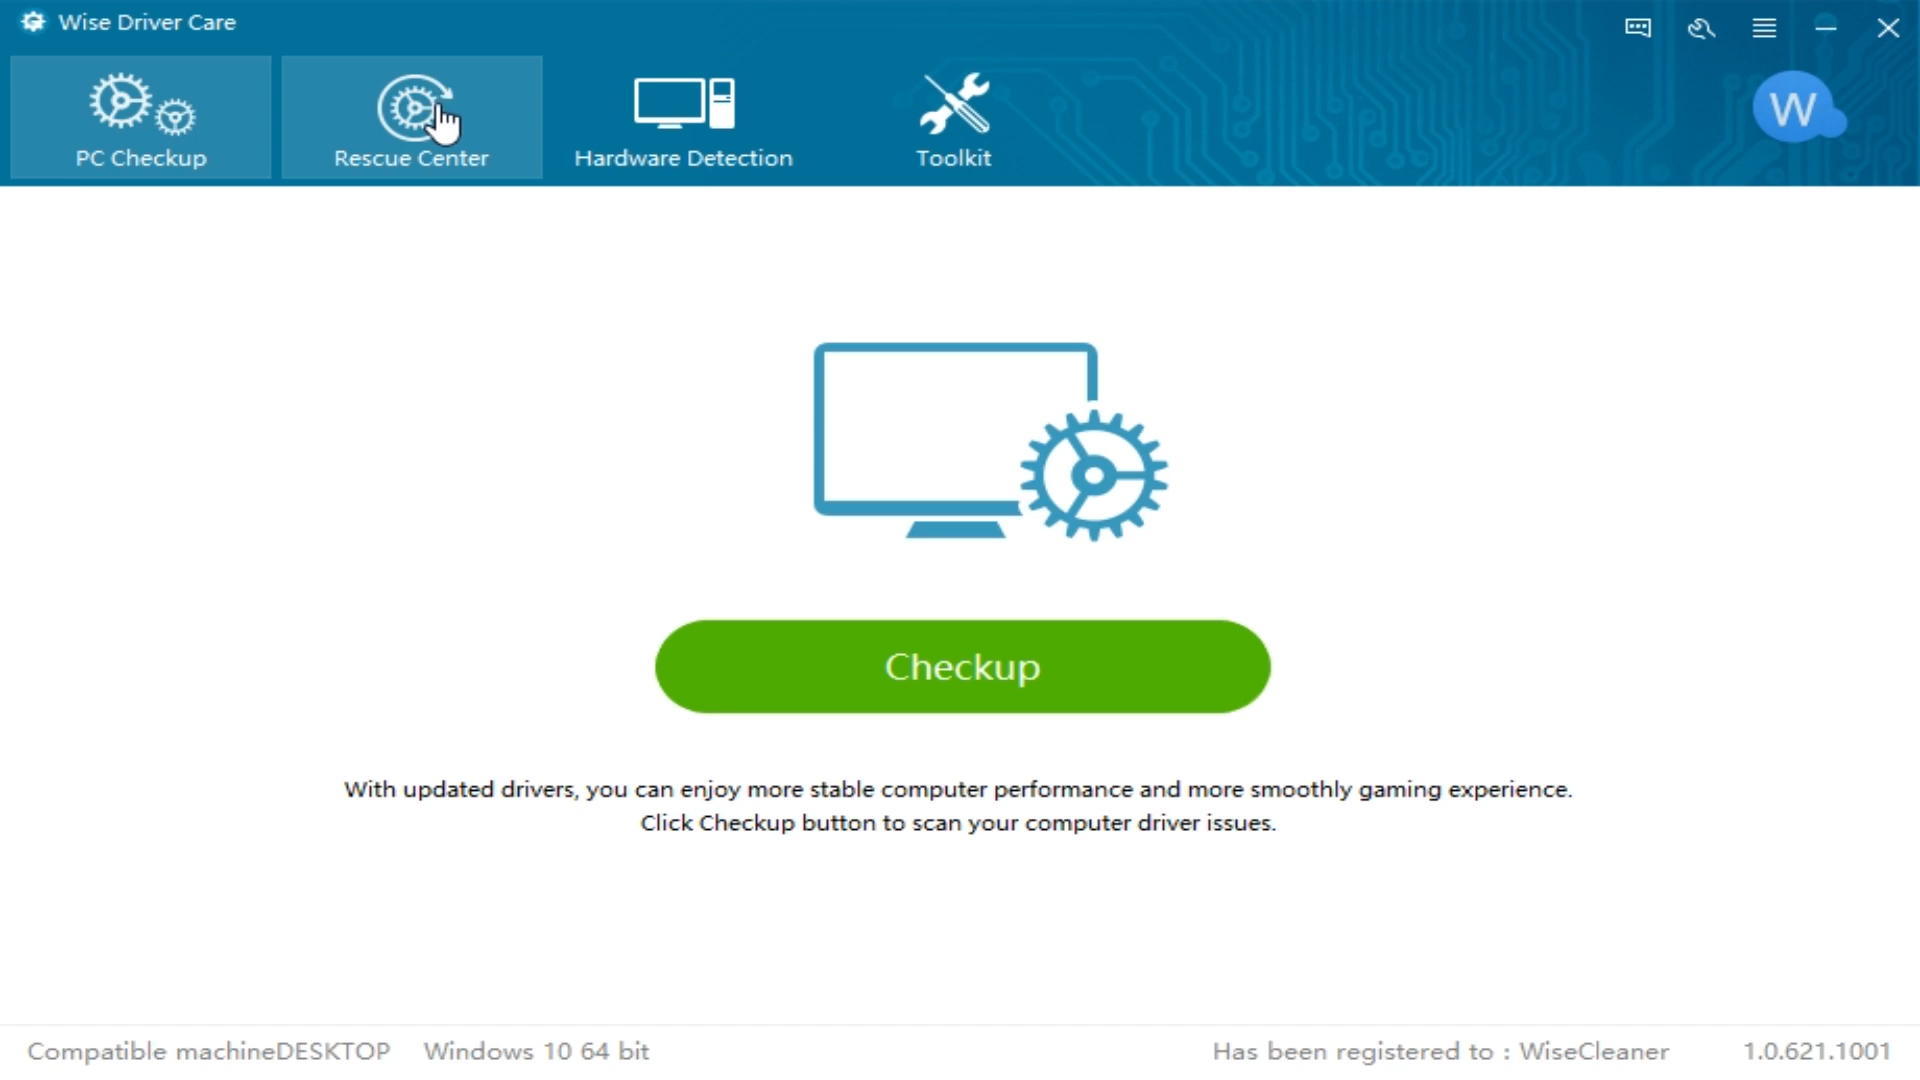 Wise Driver Care
PC Checkup
Rescue Center
Hardware Detection
Toolkit
W
Checkup
With updated drivers, you can enjoy more stable computer performance and more smoothly gaming experience.
Click Checkup button to scan your computer driver issues.
Compatible machineDESKTOP Windows 10 64 bit Has been registered to : WiseCleaner 1.0.621.1001